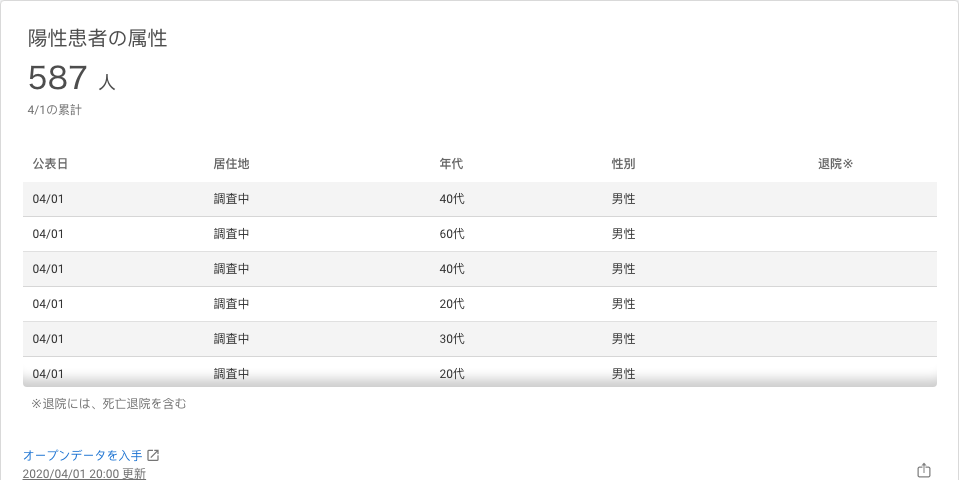 陽性患者の属性
587 人
4/1の累計
公表日 居住地 年代 性別 退院※
04/01 調査中 40代 男性
04/01 調査中 60代 男性
04/01 調査中 40代 男性
04/01 調査中 20代 男性
04/01 調査中 30代 男性
04/01 調査中 20代 男性
※退院には、死亡退院を含む
オープンデータを入手
2020/04/01 20:00 更新